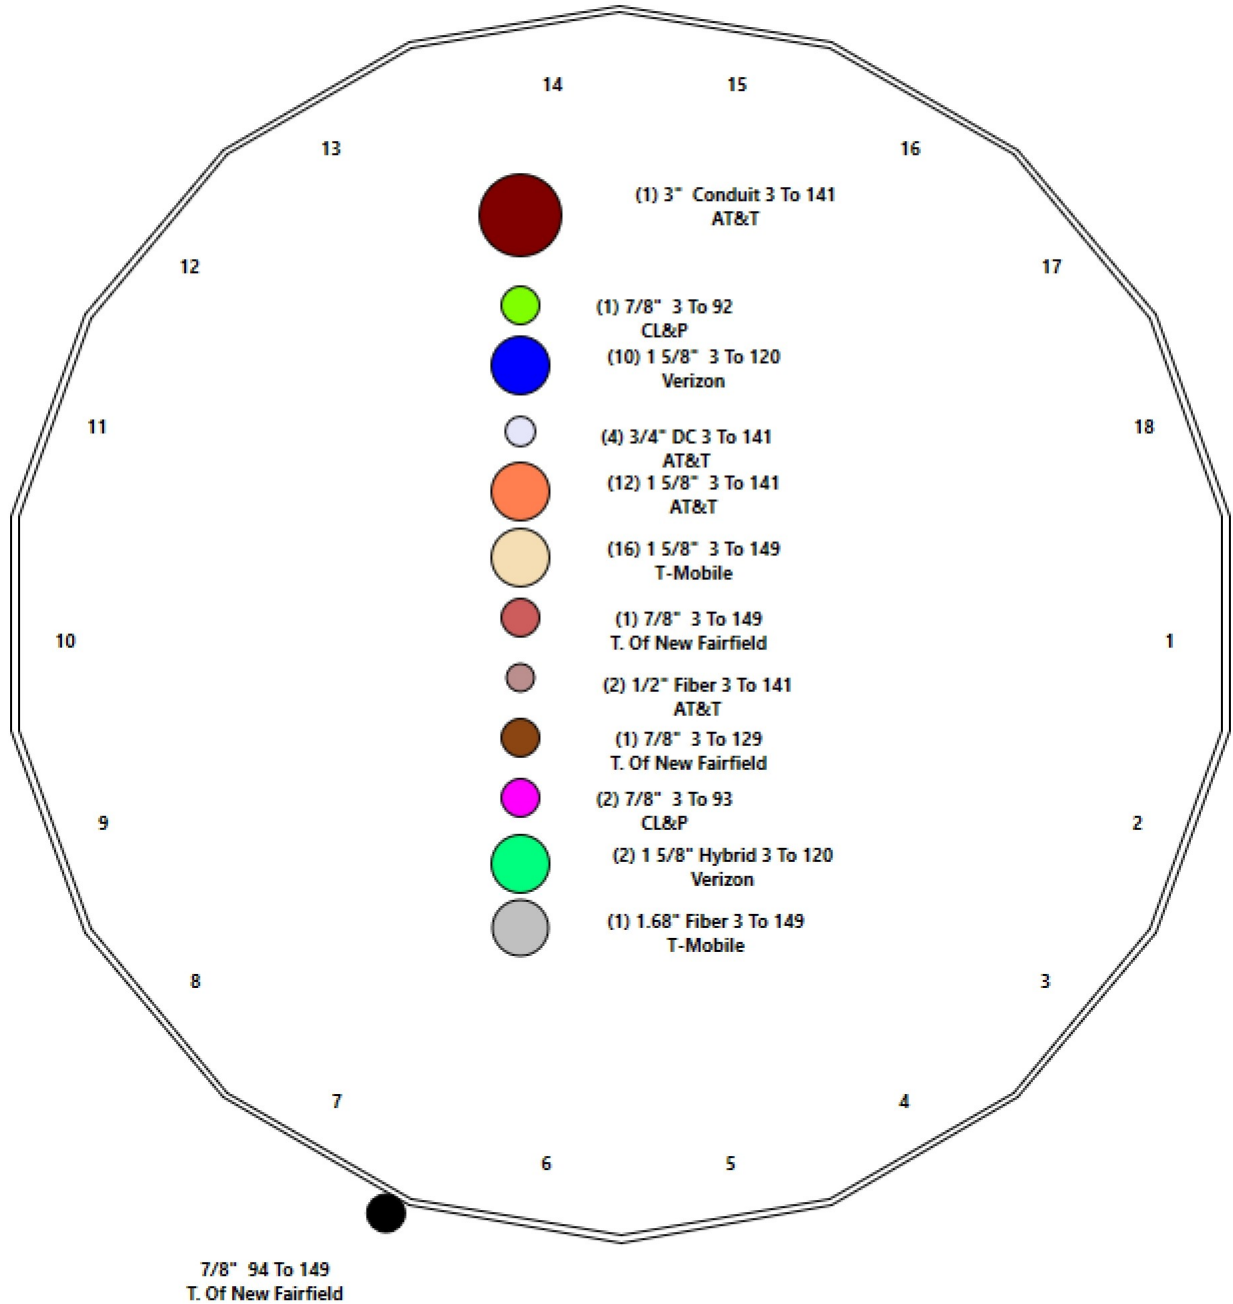 14
15
13
16
(1) 3" Conduit 3 To 141
AT&T
12
17
(1) 7/8" 3 To 92
CL&P
(10) 1 5/8" 3 To 120
Verizon
11
18
(4) 3/4" DC 3 To 141
AT&T
(12) 1 5/8" 3 To 141
AT&T
(16) 1 5/8" 3 To 149
T-Mobile
(1) 7/8" 3 To 149
T. Of New Fairfield
10
1
(2) 1/2" Fiber 3 To 141
AT&T
(1) 7/8" 3 To 129
T. Of New Fairfield
(2) 7/8" 3 To 93
CL&P
9
2
(2) 1 5/8" Hybrid 3 To 120
Verizon
(1) 1.68" Fiber 3 To 149
T-Mobile
8
3
7
4
6
5
7/8" 94 To 149
T. Of New Fairfield